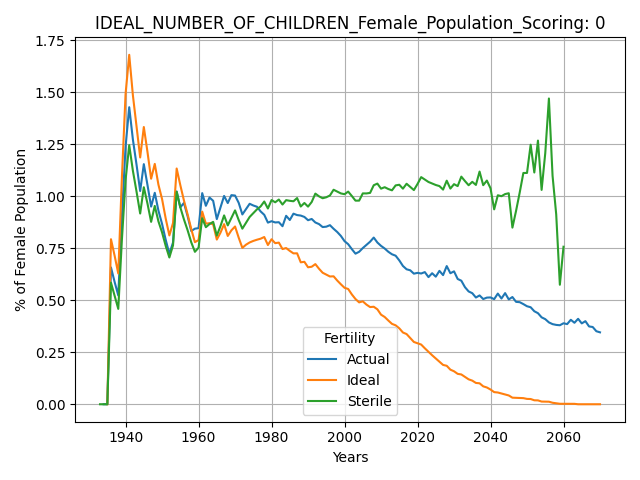 IDEAL_NUMBER_OF_CHILDREN_Female_Population_Scoring: 0
1.75
1.50
1.25
1.00
0.75
0.50
0.25
0.00
% of Female Population
Fertility
Actual
Ideal
Sterile
1940 1960 1980 2000 2020 2040 2060
Years